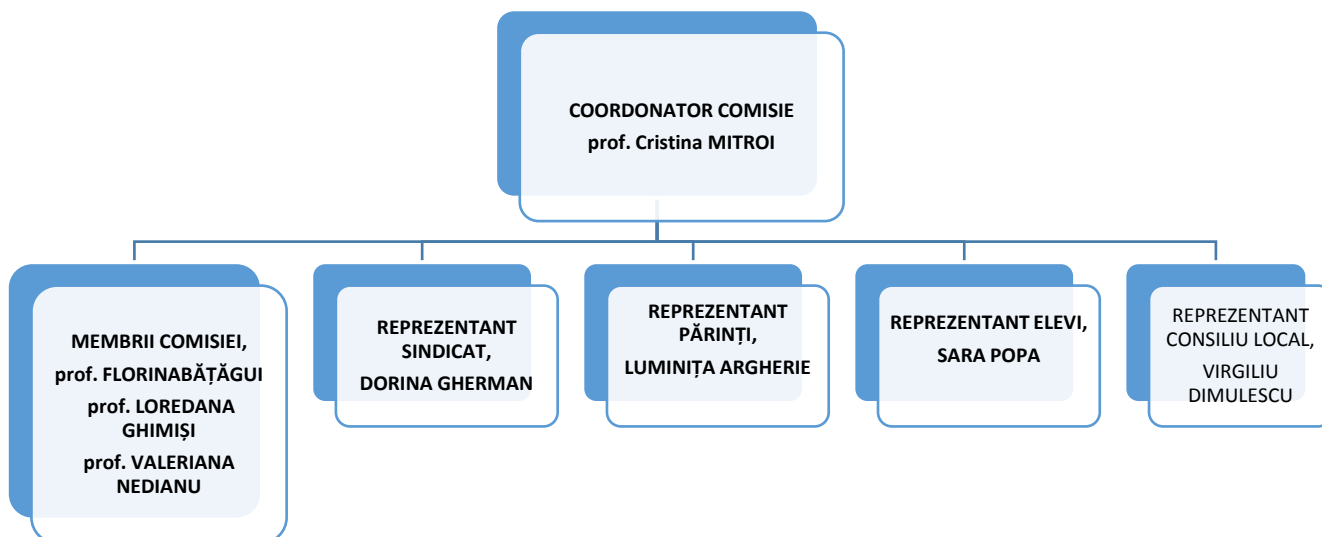 COORDONATOR COMISIE
prof. Cristina MITROI
MEMBRII COMISIEI,
prof. FLORINABĂȚĂGUI
prof. LOREDANA
GHIMIȘI
prof. VALERIANA
NEDIANU
REPREZENTANT
SINDICAT,
DORINA GHERMAN
REPREZENTANT
PĂRINȚI,
LUMINIȚA ARGHERIE
REPREZENTANT ELEVI,
SARA POPA
REPREZENTANT
CONSILIU LOCAL,
VIRGILIU
DIMULESCU